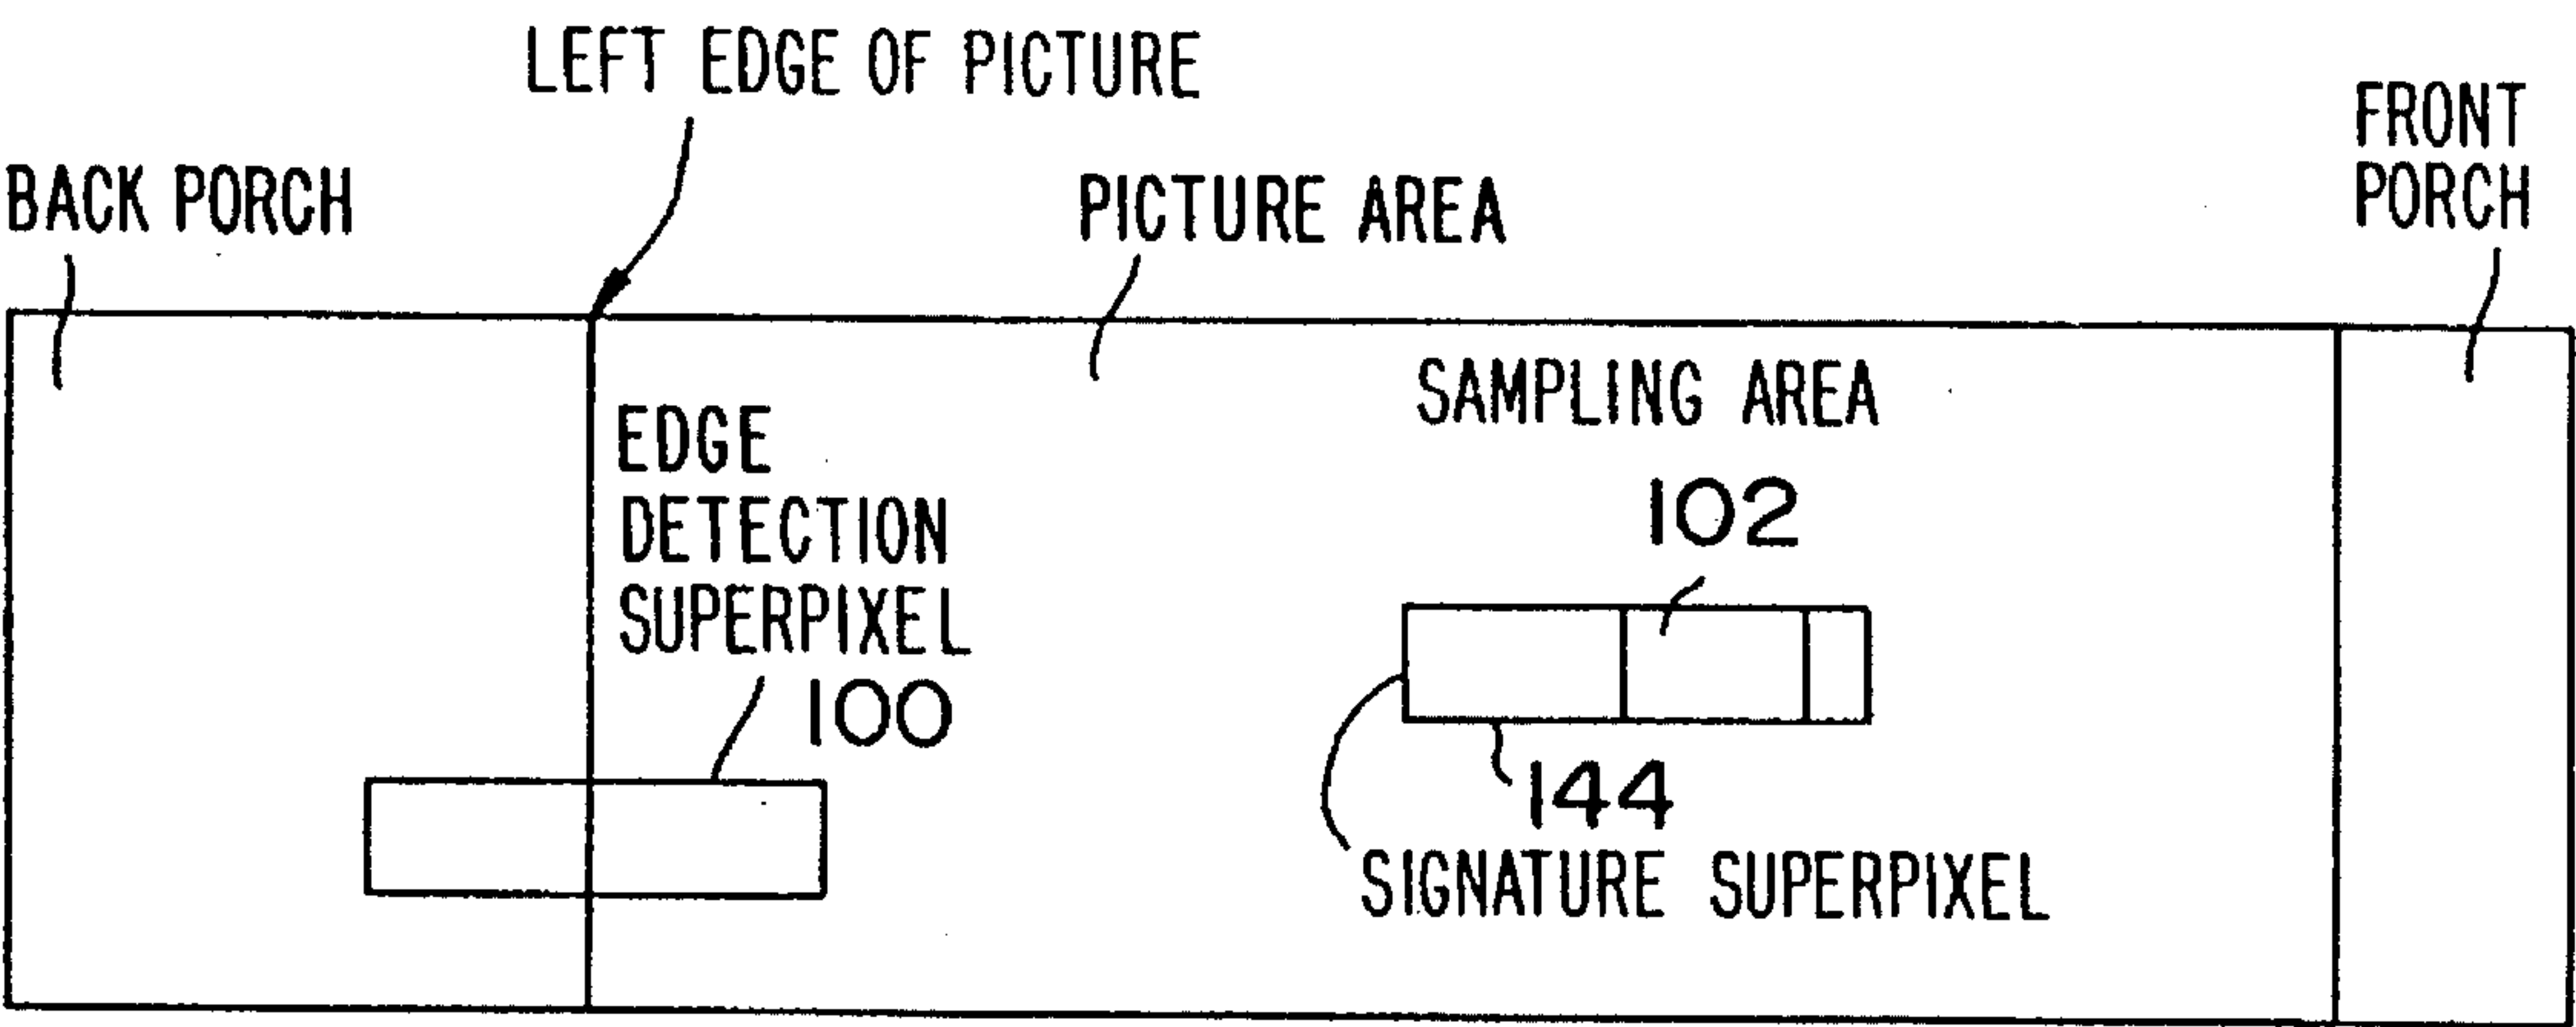 LEFT EDGE OF PICTURE
BACK PORCH
PICTURE AREA
FRONT
PORCH
EDGE
DETECTION
SUPERPIXEL
100
SAMPLING AREA
102
144
SIGNATURE SUPERPIXEL